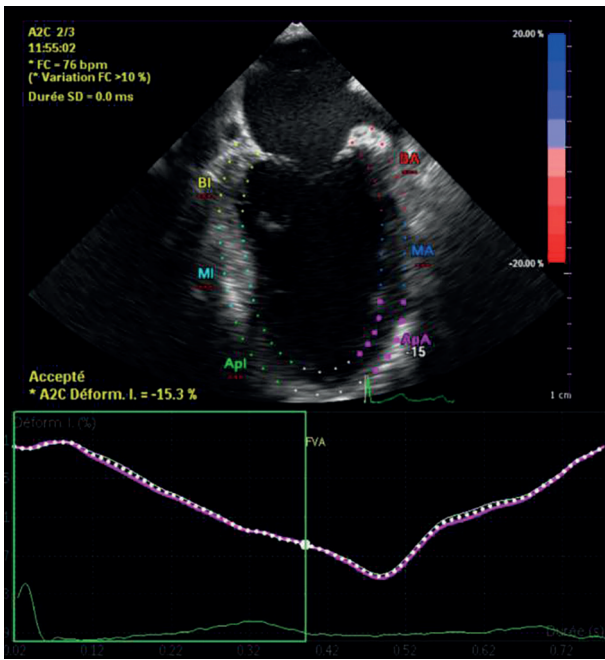 A2C 2/3
11:55:02
* FC = 76 bpm
(* Variation FC >10 %)
Durée SD = 0.0 ms
20.00 %
BI
BA
MI
MA
-20.00 %
ApI
ApA
-15
Accepté
* A2C Déform. l. = -15.3 %
1 cm
Déform. l. (%)
FVA
Durée (s)
0.02
0.12
0.22
0.32
0.42
0.52
0.62
0.72